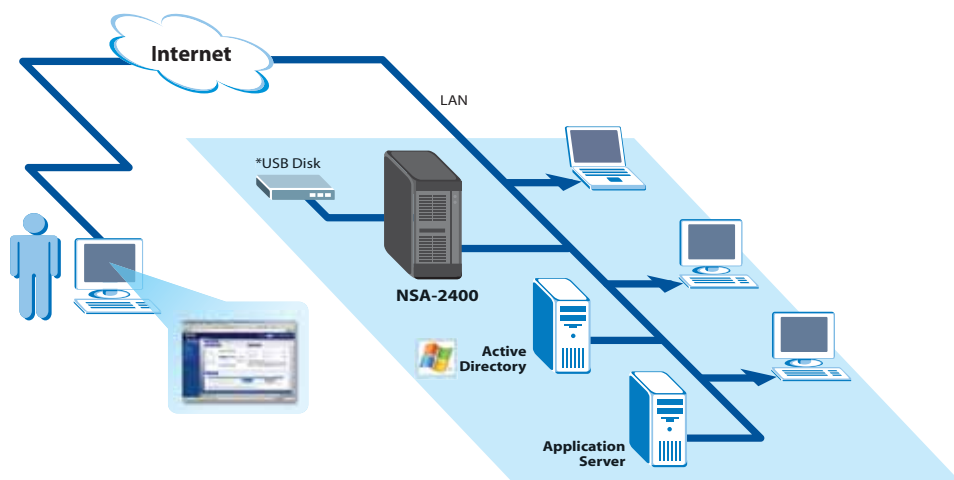 Internet
LAN
*USB Disk
NSA-2400
Active
Directory
Application
Server